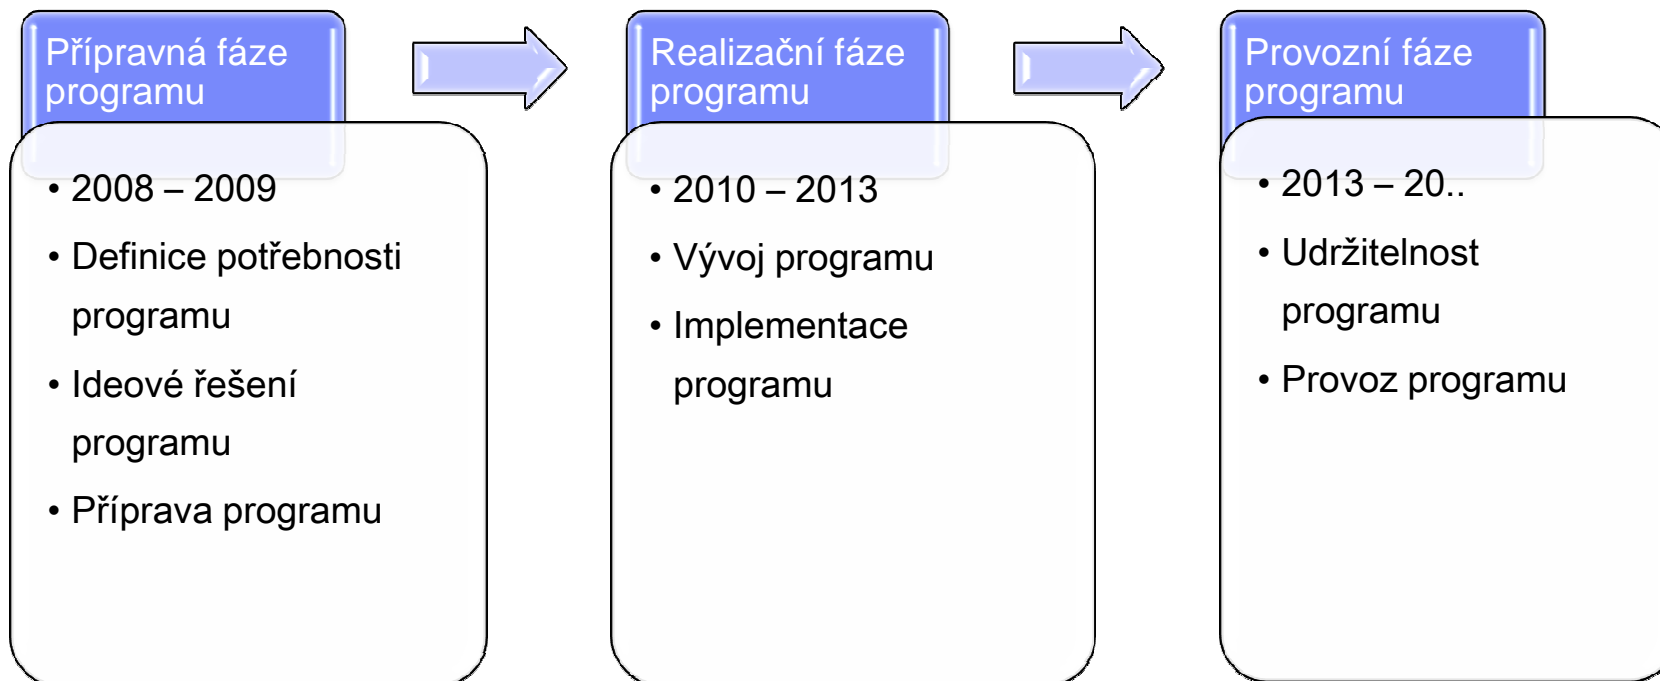 Přípravná fáze
programu
• 2008 – 2009
• Definice potřebnosti
programu
• Ideové řešení
programu
• Příprava programu
Realizační fáze
programu
• 2010 – 2013
• Vývoj programu
• Implementace
programu
Provozní fáze
programu
• 2013 – 20..
• Udržitelnost
programu
• Provoz programu